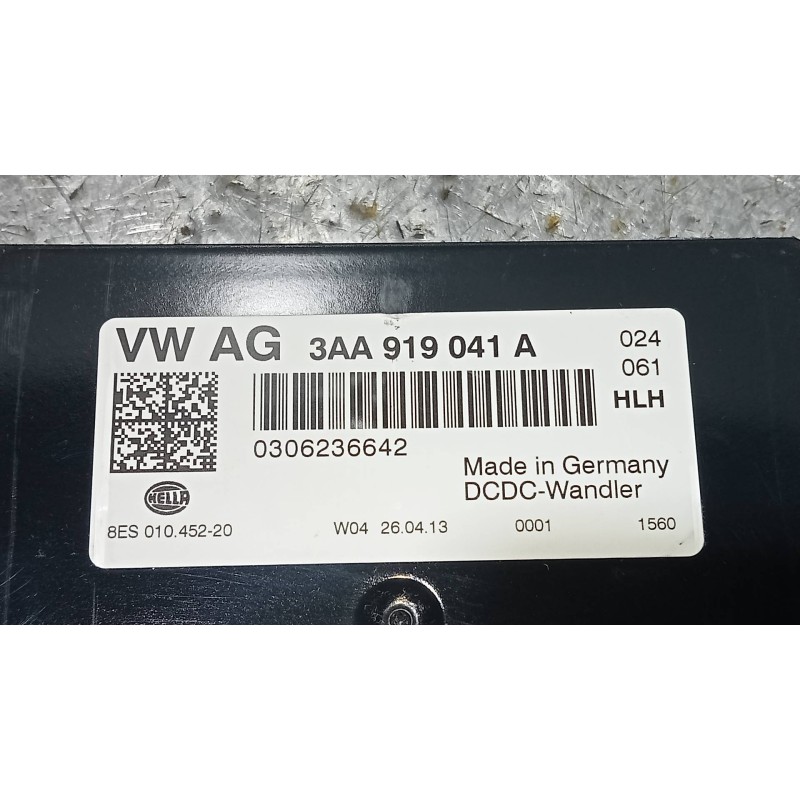 VW AG 3AA 919 041 A 024
061
HLH
0306236642
Made in Germany
DCDC-Wandler
HELLA
8ES 010.452-20 W04 26.04.13 0001 1560